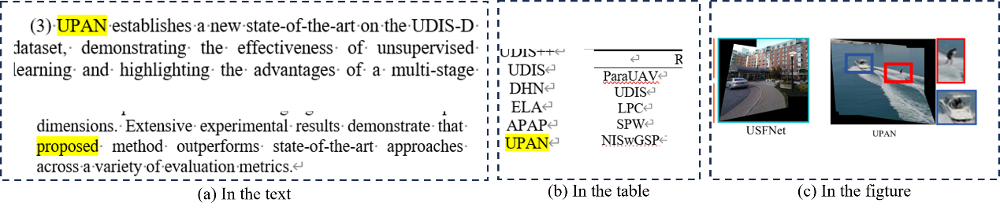 (3) UPAN establishes a new state-of-the-art on the UDIS-D
dataset, demonstrating the effectiveness of unsupervised
learning and highlighting the advantages of a multi-stage
dimensions. Extensive experimental results demonstrate that
proposed method outperforms state-of-the-art approaches
across a variety of evaluation metrics.↵
(a) In the text
UDIS++↵
UDIS↵
DHN↵
ELA↵
APAP↵
UPAN↵
↵
R
ParaUAV↵
UDIS↵
LPC↵
SPW↵
NISwGSP↵
(b) In the table
USFNet
UPAN
(c) In the figture